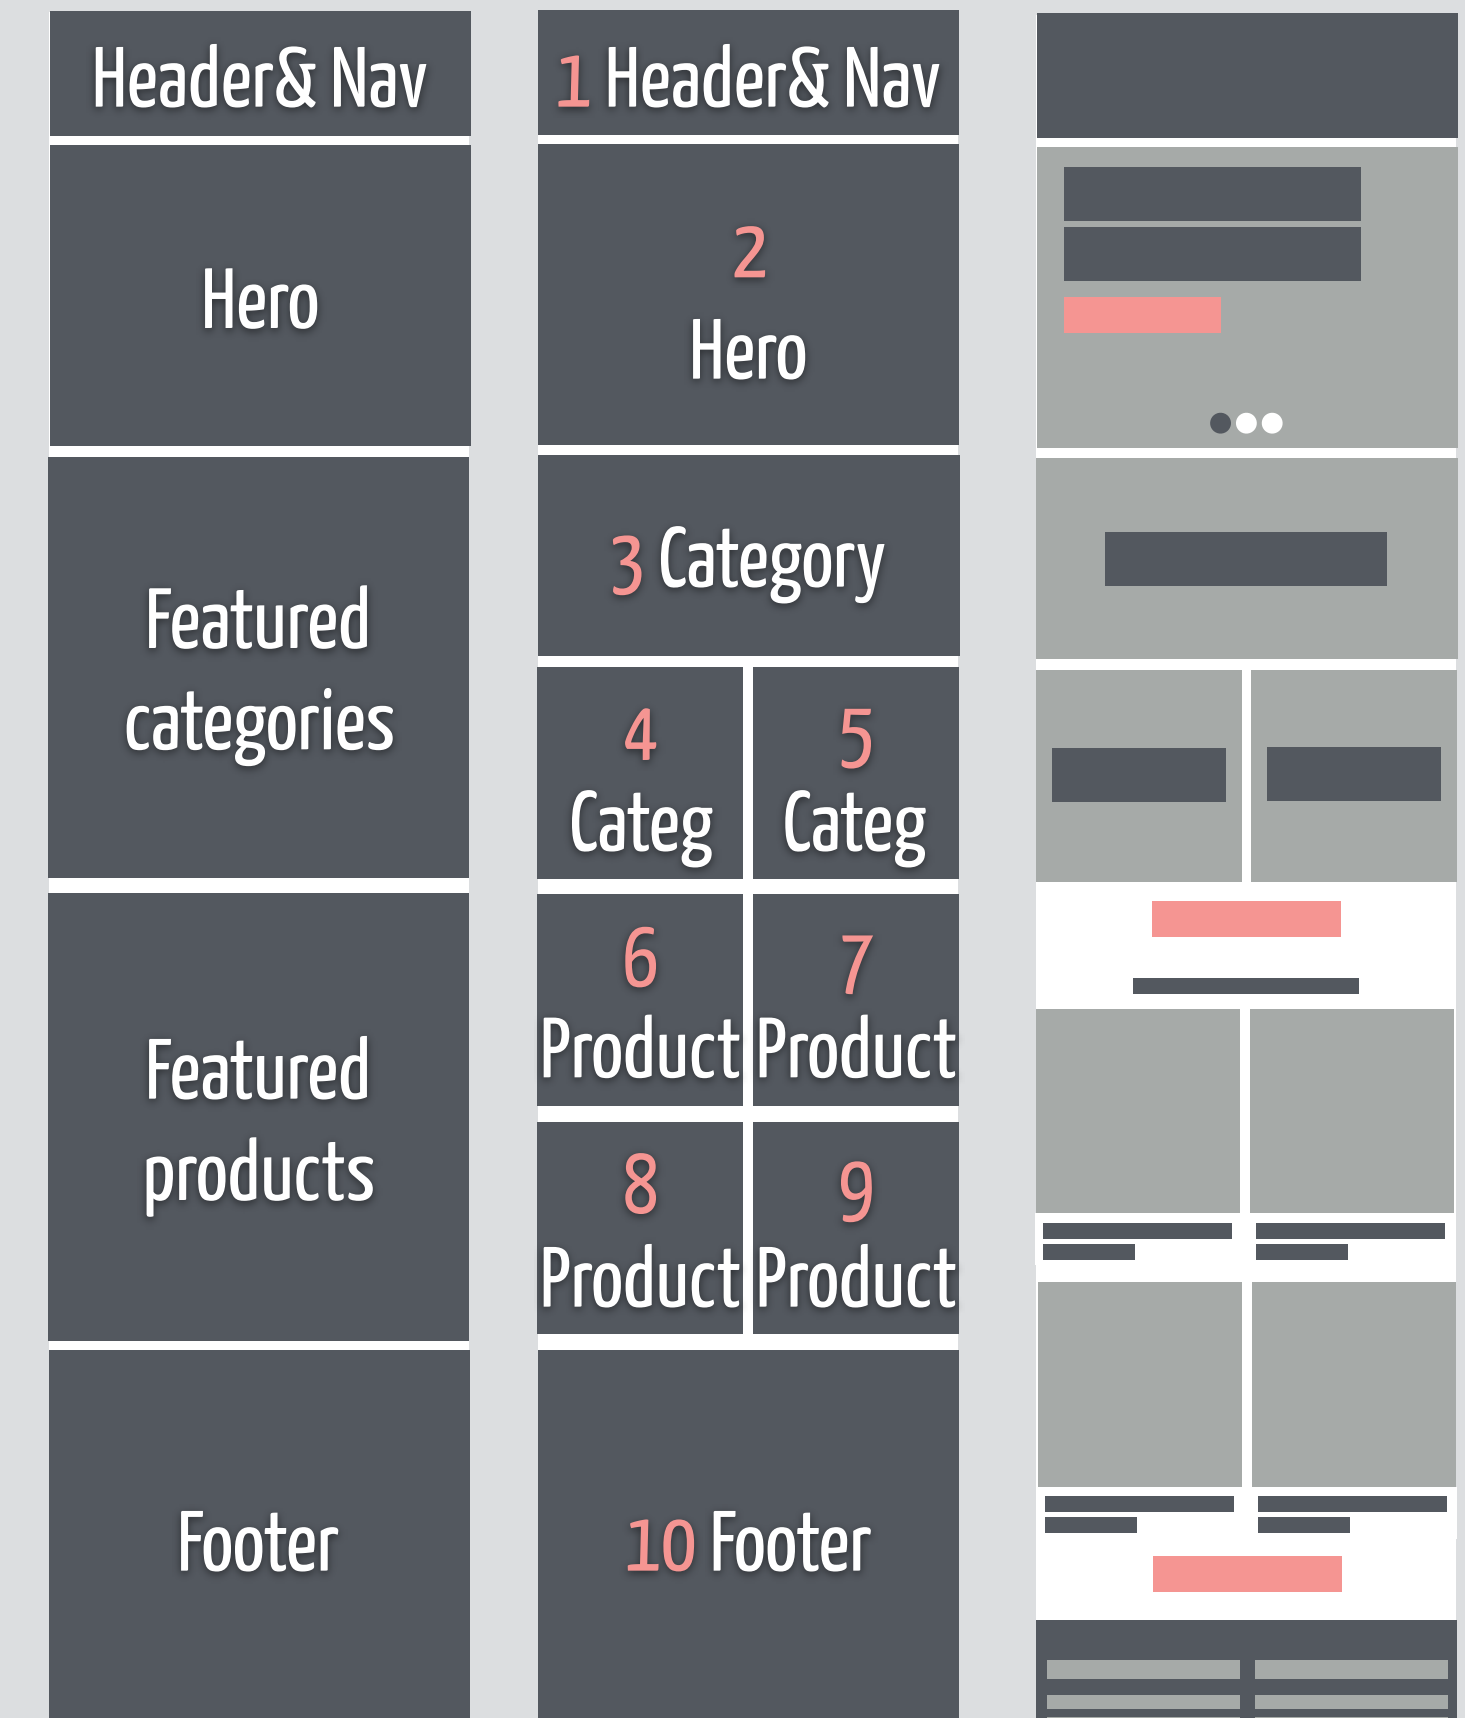 Header& Nav
Hero
Featured
categories
Featured
products
Footer
1 Header& Nav
2
Hero
3 Category
4
Categ
5
Categ
6
Product
7
Product
8
Product
9
Product
10 Footer